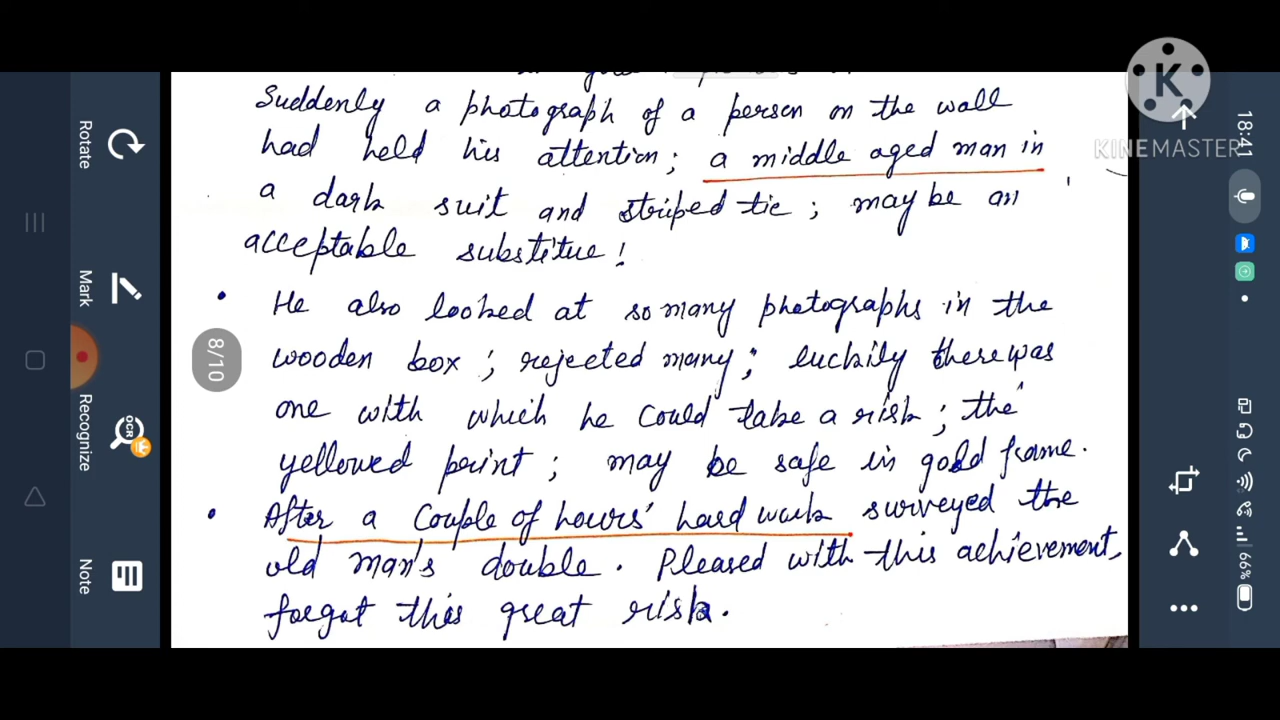 Suddenly a photograph of a person on the wall
had held his attention; a middle aged man in
a dark suit and striped tie; may be an
acceptable substitue!
• He also looked at so many photographs in the
wooden box; rejected many; luckily there was
one with which he could take a risk; the
yellowed print; may be safe in gold frame.
• After a couple of hours' hard work surveyed the
old man's double. Pleased with this achievement,
forgot this great risk.
8/10
Rotate
Mark
Recognize
OCR
Note
K
KINEMASTER
18:41
66%